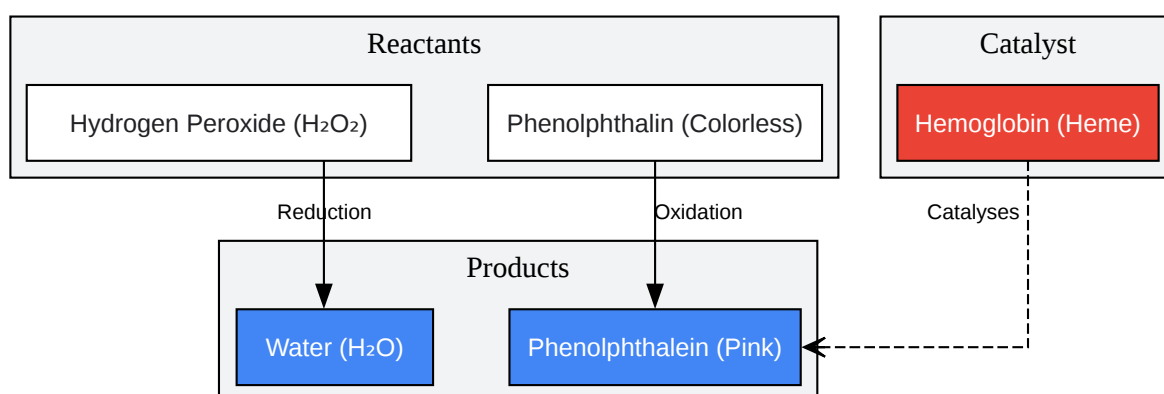 Reactants
Catalyst
Hydrogen Peroxide (H₂O₂)
Phenolphthalin (Colorless)
Hemoglobin (Heme)
Reduction
Oxidation
Catalyses
Products
Water (H₂O)
Phenolphthalein (Pink)